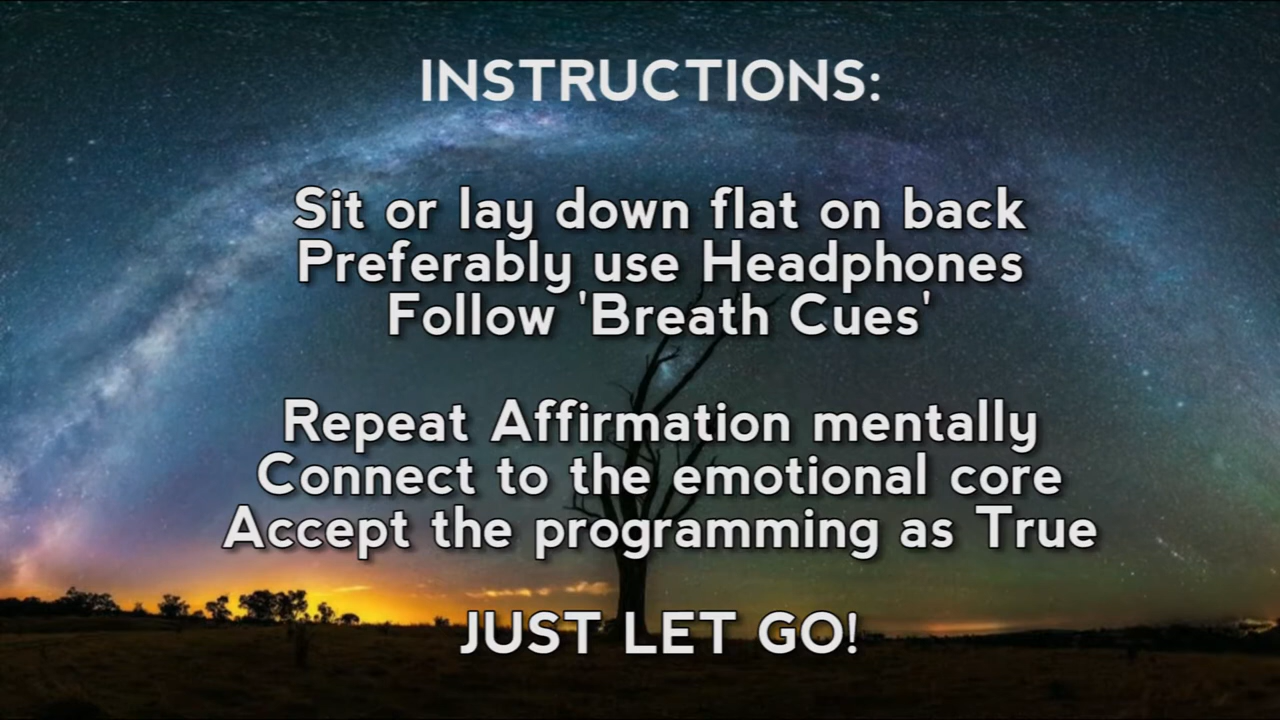 INSTRUCTIONS:
Sit or lay down flat on back
Preferably use Headphones
Follow 'Breath Cues'
Repeat Affirmation mentally
Connect to the emotional core
Accept the programming as True
JUST LET GO!